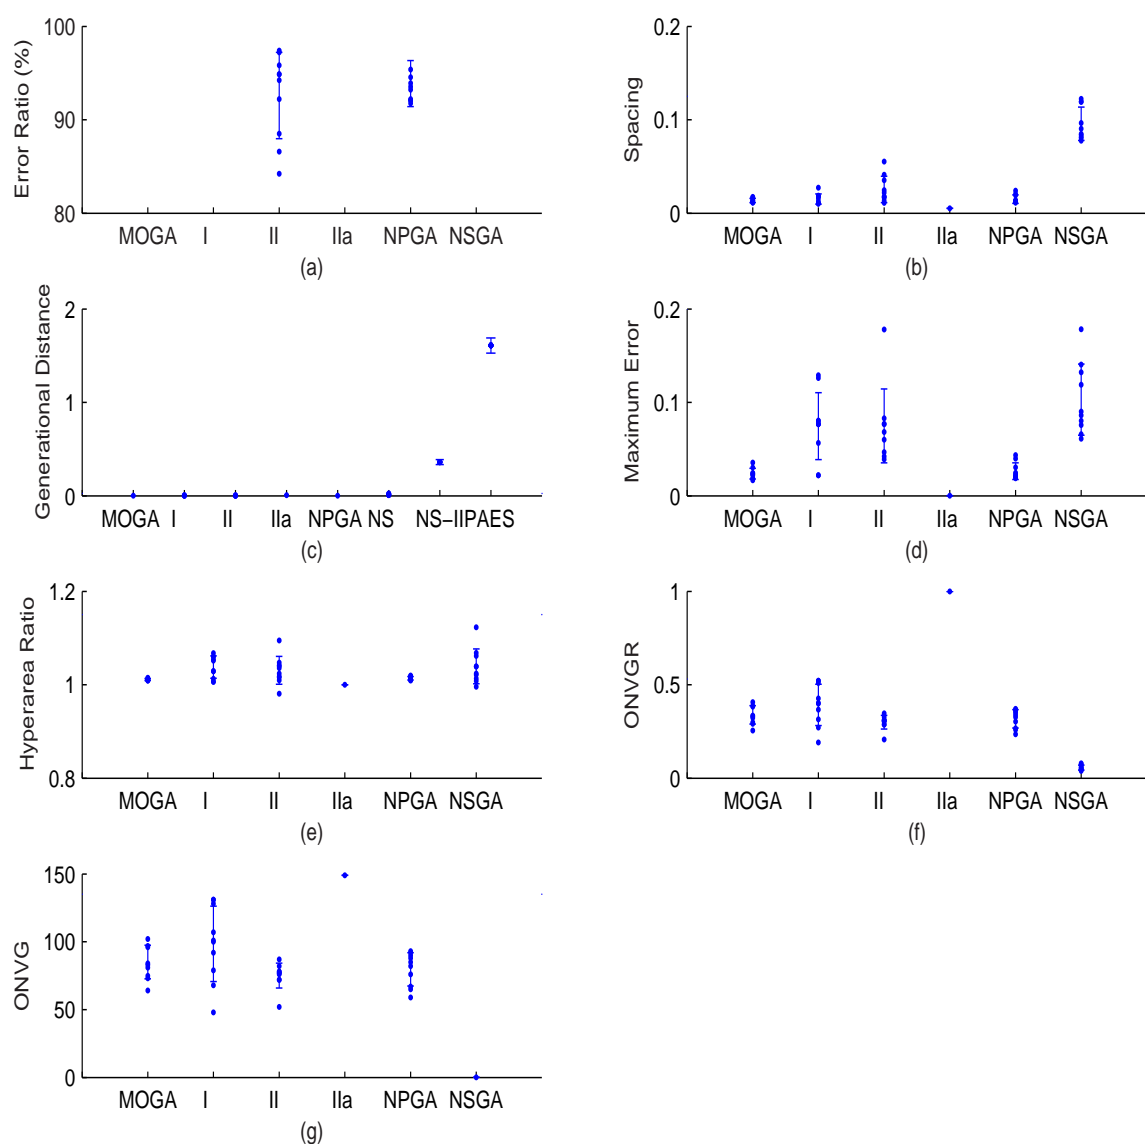 Error Ratio (%)
100
90
80
MOGA I II IIa NPGA NSGA
(a)
Spacing
0.2
0.1
0
MOGA I II IIa NPGA NSGA
(b)
Generational Distance
2
1
0
MOGA I II IIa NPGA NS NS–IIPAES
(c)
Maximum Error
0.2
0.1
0
MOGA I II IIa NPGA NSGA
(d)
Hyperarea Ratio
1.2
1
0.8
MOGA I II IIa NPGA NSGA
(e)
ONVGR
1
0.5
0
MOGA I II IIa NPGA NSGA
(f)
ONVG
150
100
50
0
MOGA I II IIa NPGA NSGA
(g)